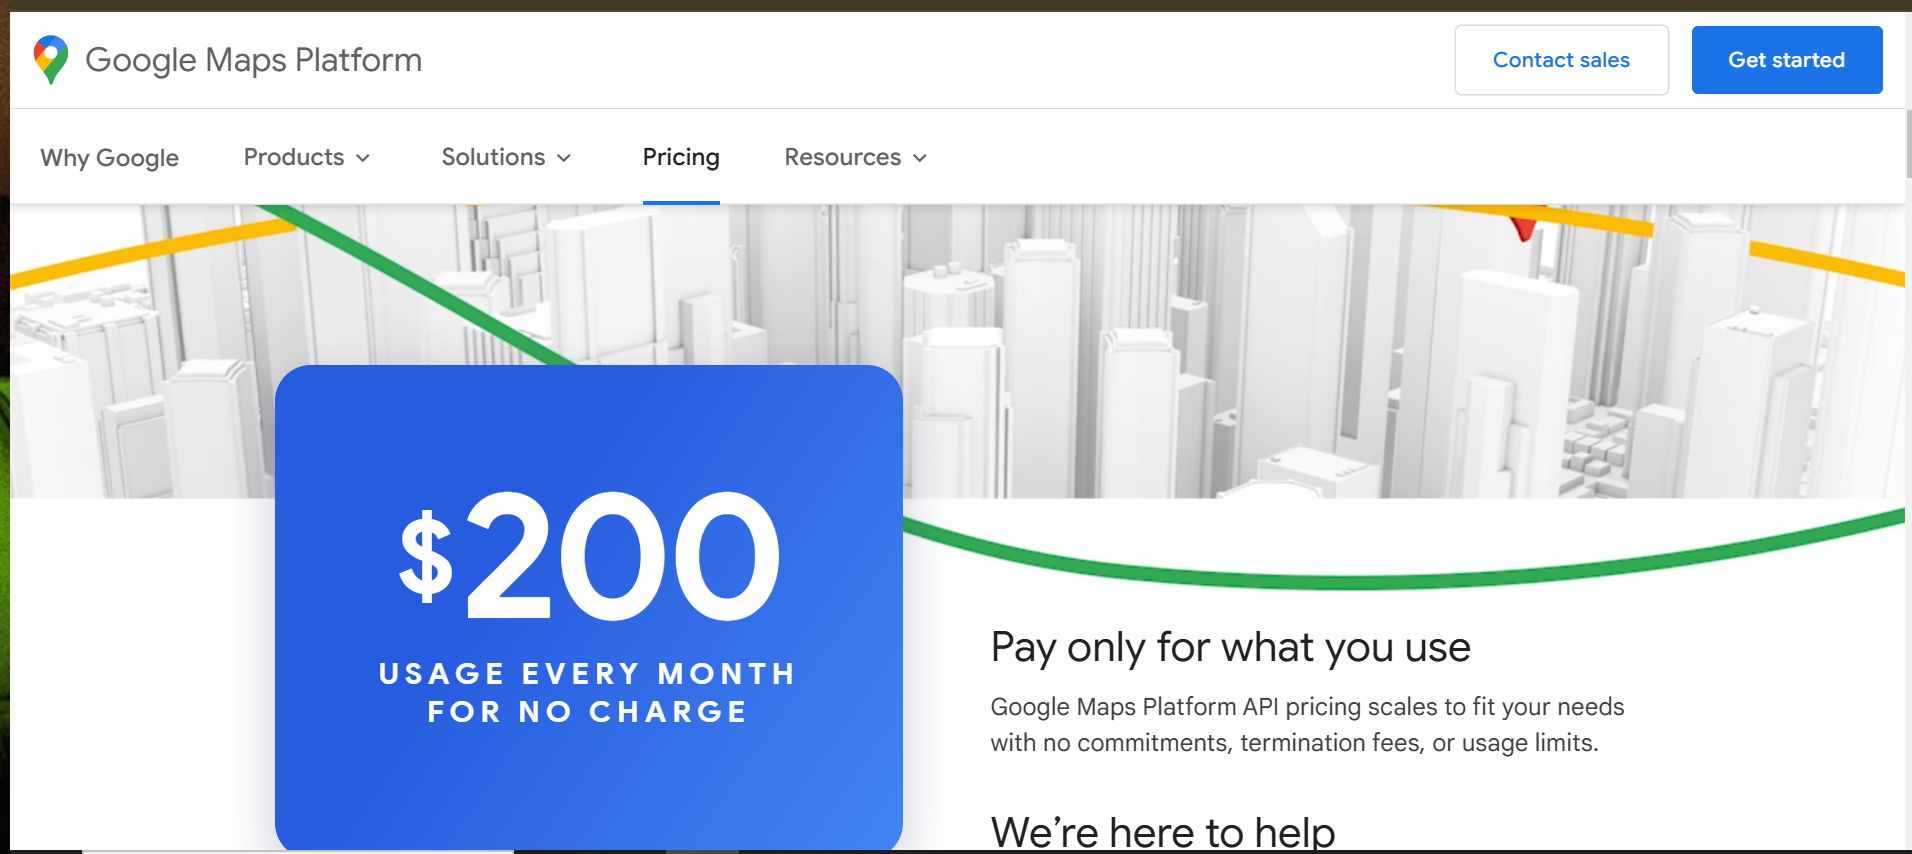 Google Maps Platform
Contact sales
Get started
Why Google
Products
Solutions
Pricing
Resources
$200
USAGE EVERY MONTH
FOR NO CHARGE
Pay only for what you use
Google Maps Platform API pricing scales to fit your needs
with no commitments, termination fees, or usage limits.
We’re here to help